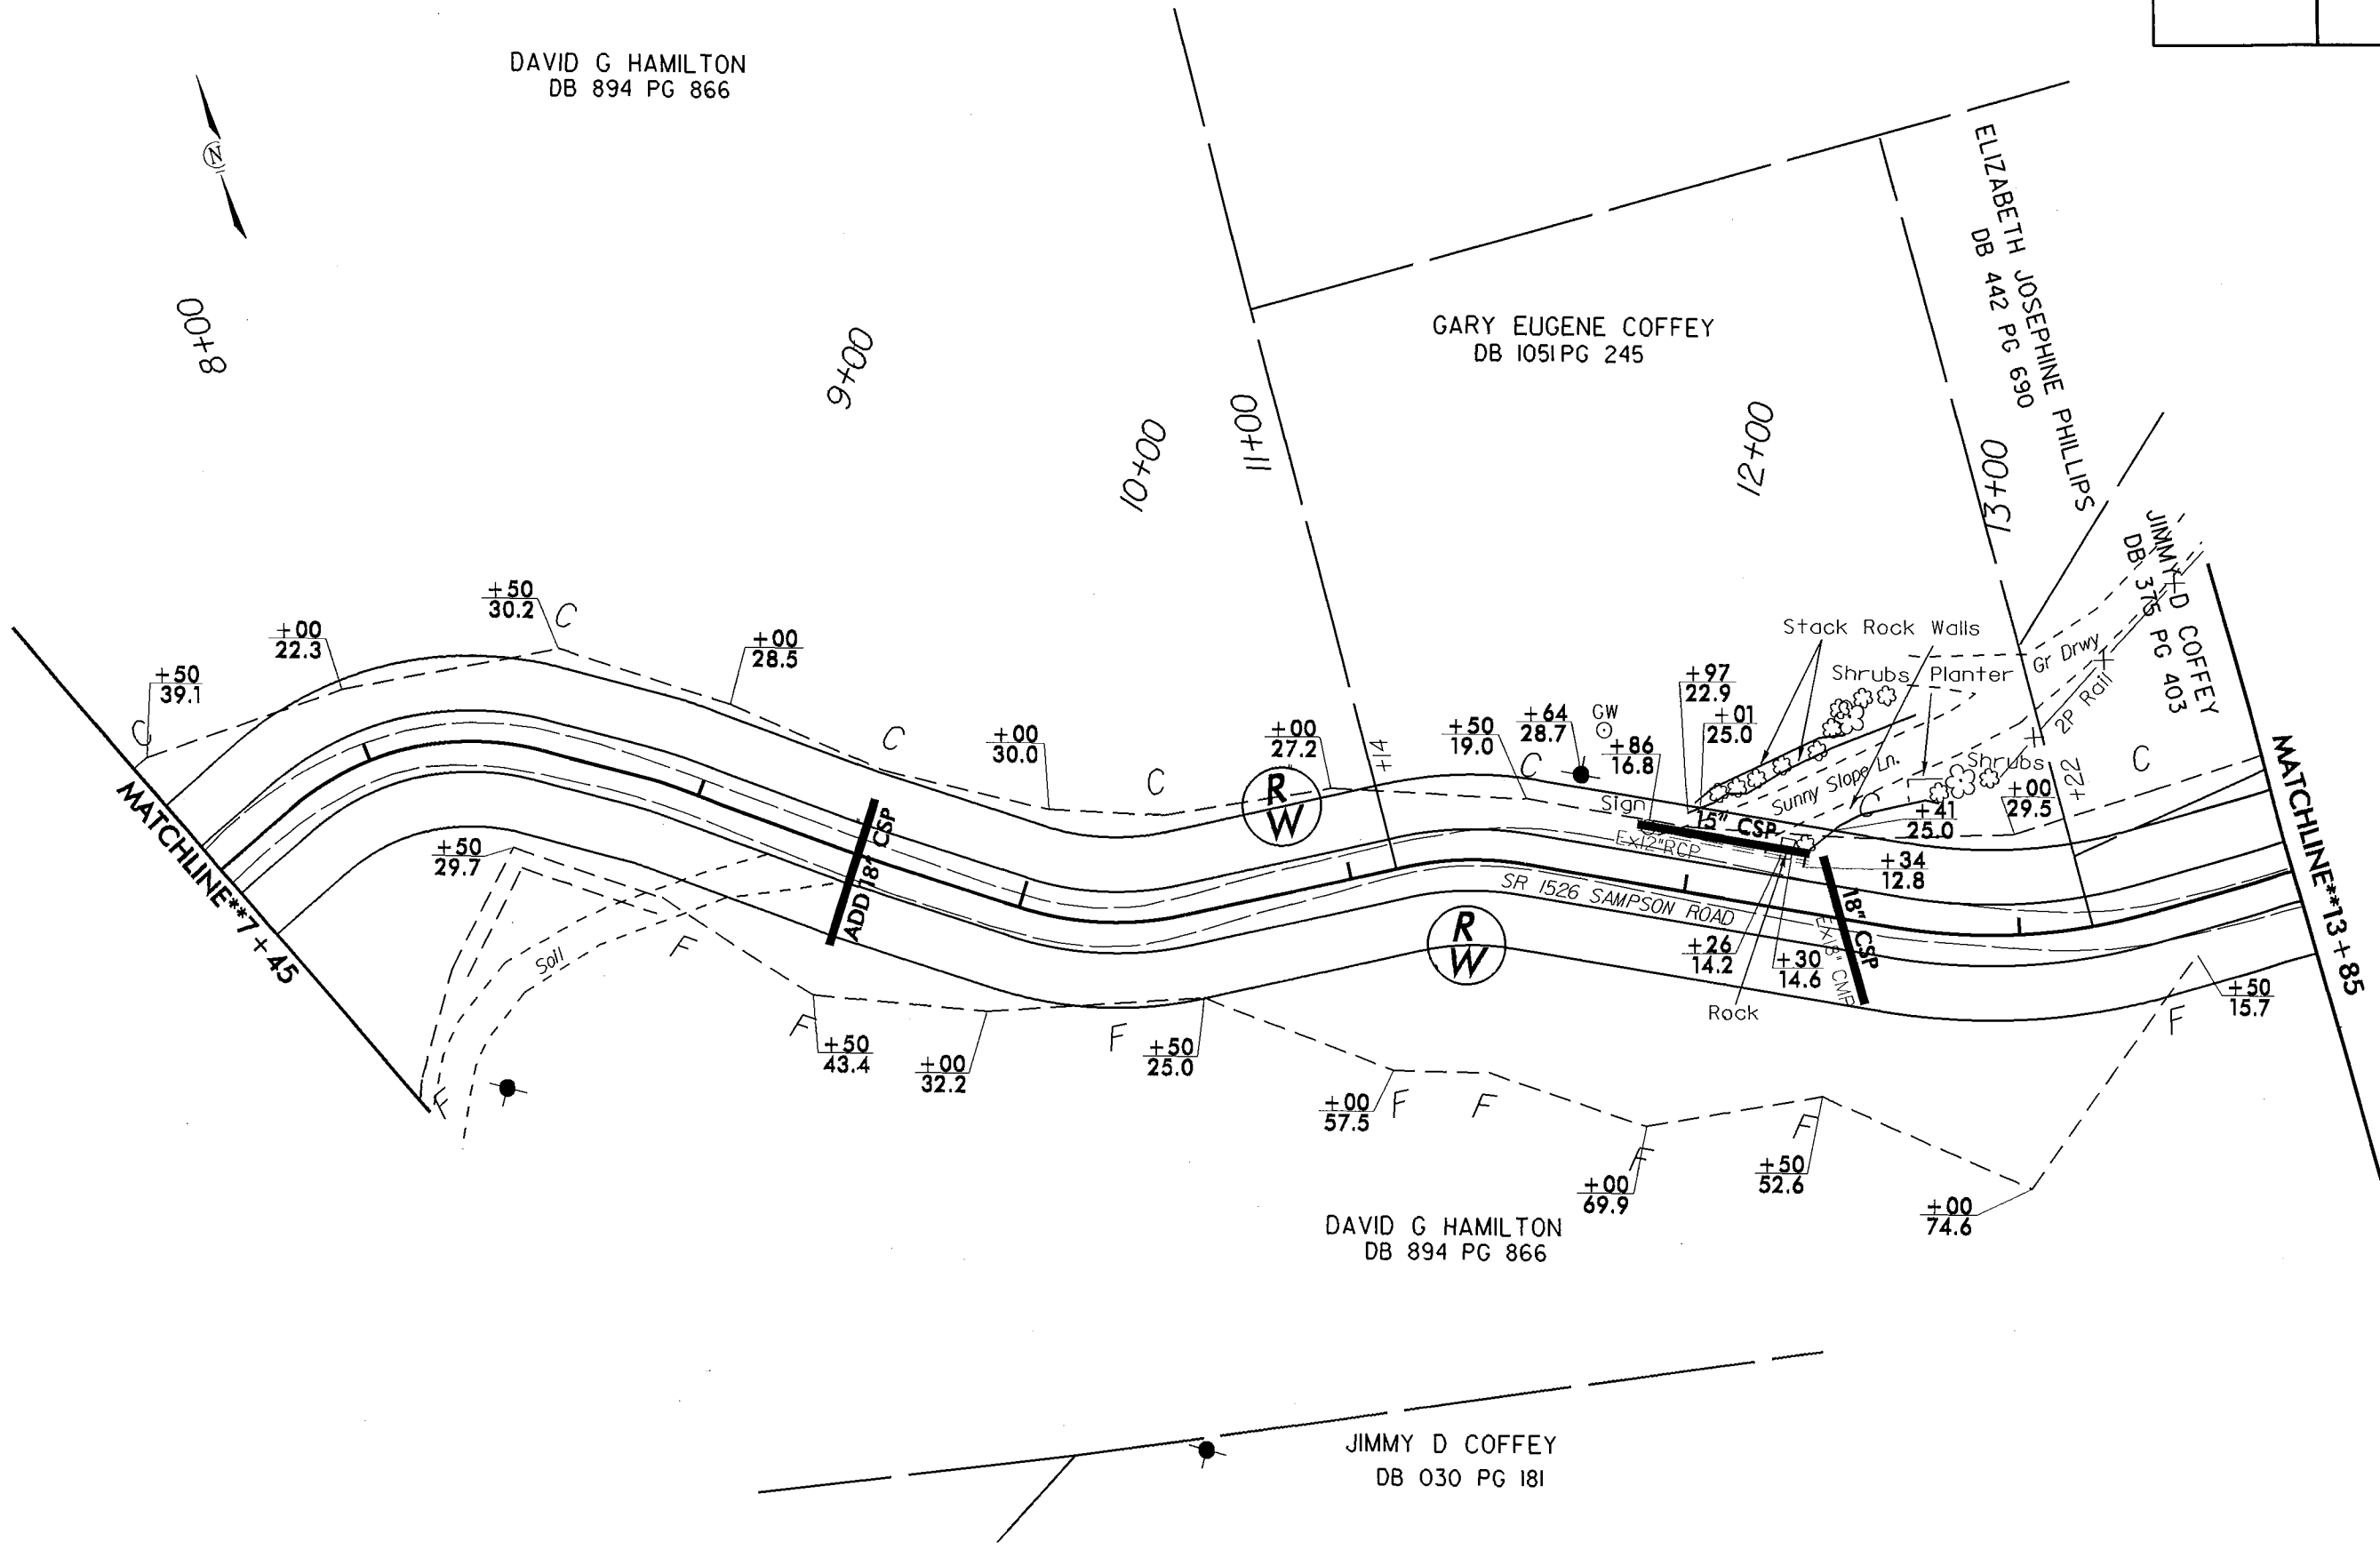 DAVID G HAMILTON
DB 894 PG 866
N
8+00
9+00
10+00
11+00
12+00
13+00
GARY EUGENE COFFEY
DB 1051 PG 245
ELIZABETH JOSEPHINE PHILLIPS
DB 442 PG 690
JIMMY D COFFEY
DB 375 PG 403
+50
39.1
C
+00
22.3
+50
30.2
C
+00
28.5
C
+00
30.0
C
+00
27.2
R
W
+14
+50
19.0
C
+64
28.7
GW
+86
16.8
+97
22.9
+01
25.0
Stack Rock Walls
Shrubs
Planter
Gr Drwy
2P Rail
Sunny Slope Ln.
Shrubs
C
+41
25.0
+00
29.5
+22
C
Sign
15" CSP
EX12"RCP
+34
12.8
MATCHLINE**7+45
MATCHLINE**13+85
+50
29.7
Soil
F
F
ADD 18" CSP
F
+50
43.4
+00
32.2
F
+50
25.0
R
W
SR 1526 SAMPSON ROAD
+26
14.2
+30
14.6
Rock
18" CSP
EX18" CMP
+50
15.7
F
+00
57.5
F
F
F
+00
69.9
F
+50
52.6
+00
74.6
DAVID G HAMILTON
DB 894 PG 866
JIMMY D COFFEY
DB 030 PG 181